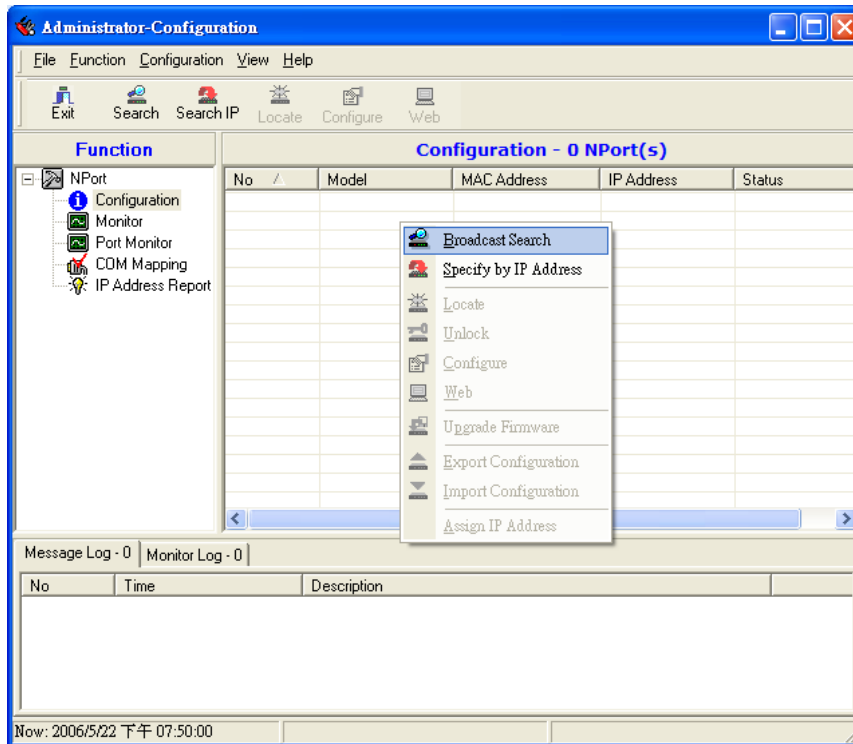 Administrator-Configuration
File Function Configuration View Help
Exit Search Search IP Locate Configure Web
Function
Configuration - 0 NPort(s)
NPort
Configuration
Monitor
Port Monitor
COM Mapping
IP Address Report
No Model MAC Address IP Address Status
Broadcast Search
Specify by IP Address
Locate
Unlock
Configure
Web
Upgrade Firmware
Export Configuration
Import Configuration
Assign IP Address
Message Log - 0 Monitor Log - 0
No Time Description
Now: 2006/5/22 下午 07:50:00